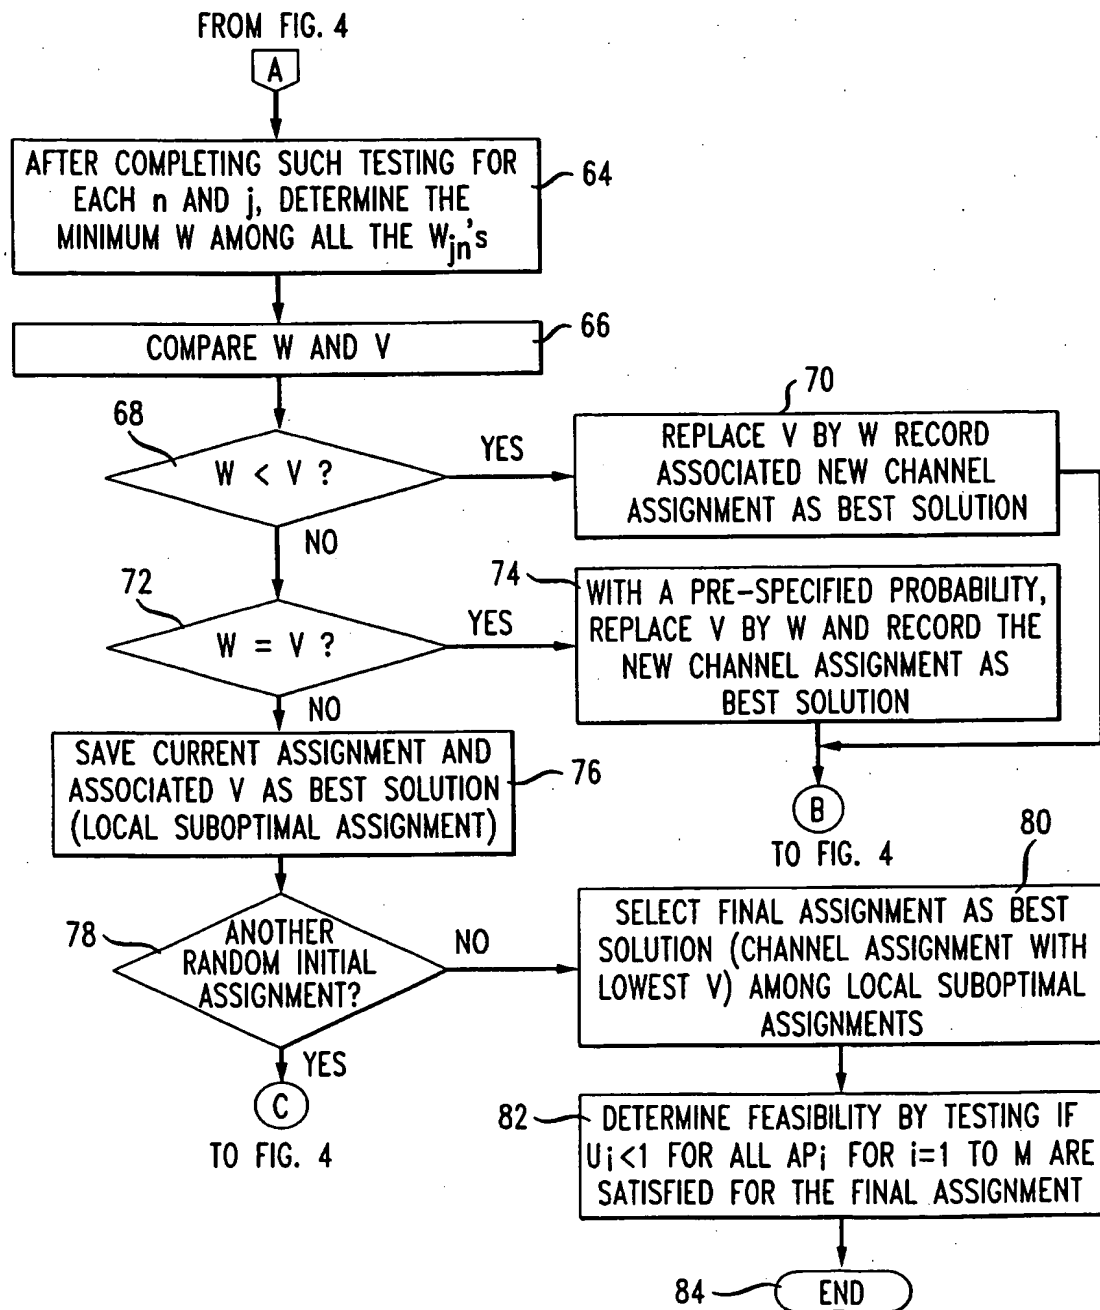 FROM FIG. 4
A
AFTER COMPLETING SUCH TESTING FOR
EACH n AND j, DETERMINE THE
MINIMUM W AMONG ALL THE Wjn's
64
COMPARE W AND V
66
68
W < V ?
YES
NO
70
REPLACE V BY W RECORD
ASSOCIATED NEW CHANNEL
ASSIGNMENT AS BEST SOLUTION
72
W = V ?
YES
NO
74
WITH A PRE-SPECIFIED PROBABILITY,
REPLACE V BY W AND RECORD THE
NEW CHANNEL ASSIGNMENT AS
BEST SOLUTION
B
TO FIG. 4
SAVE CURRENT ASSIGNMENT AND
ASSOCIATED V AS BEST SOLUTION
(LOCAL SUBOPTIMAL ASSIGNMENT)
76
78
ANOTHER
RANDOM INITIAL
ASSIGNMENT?
NO
YES
C
TO FIG. 4
80
SELECT FINAL ASSIGNMENT AS BEST
SOLUTION (CHANNEL ASSIGNMENT WITH
LOWEST V) AMONG LOCAL SUBOPTIMAL
ASSIGNMENTS
82
DETERMINE FEASIBILITY BY TESTING IF
Ui<1 FOR ALL APi FOR i=1 TO M ARE
SATISFIED FOR THE FINAL ASSIGNMENT
84
END